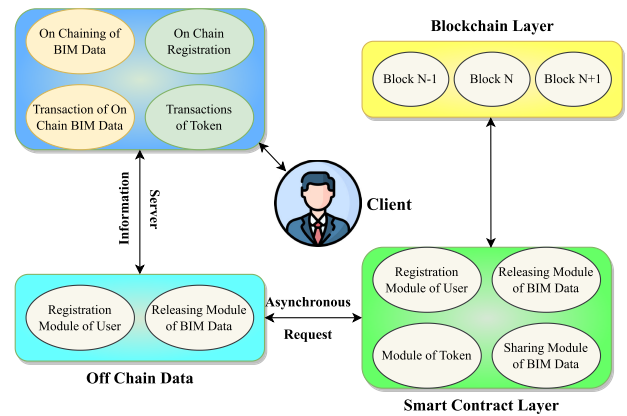 On Chaining of
BIM Data
On Chain
Registration
Transaction of On
Chain BIM Data
Transactions
of Token
Blockchain Layer
Block N-1
Block N
Block N+1
Information
Server
Client
Registration
Module of User
Releasing Module
of BIM Data
Off Chain Data
Asynchronous
Request
Registration
Module of User
Releasing Module
of BIM Data
Module of Token
Sharing Module
of BIM Data
Smart Contract Layer